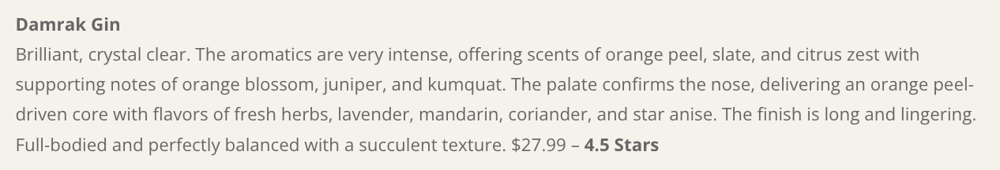 Damrak Gin
Brilliant, crystal clear. The aromatics are very intense, offering scents of orange peel, slate, and citrus zest with
supporting notes of orange blossom, juniper, and kumquat. The palate confirms the nose, delivering an orange peel-
driven core with flavors of fresh herbs, lavender, mandarin, coriander, and star anise. The finish is long and lingering.
Full-bodied and perfectly balanced with a succulent texture. $27.99 – 4.5 Stars